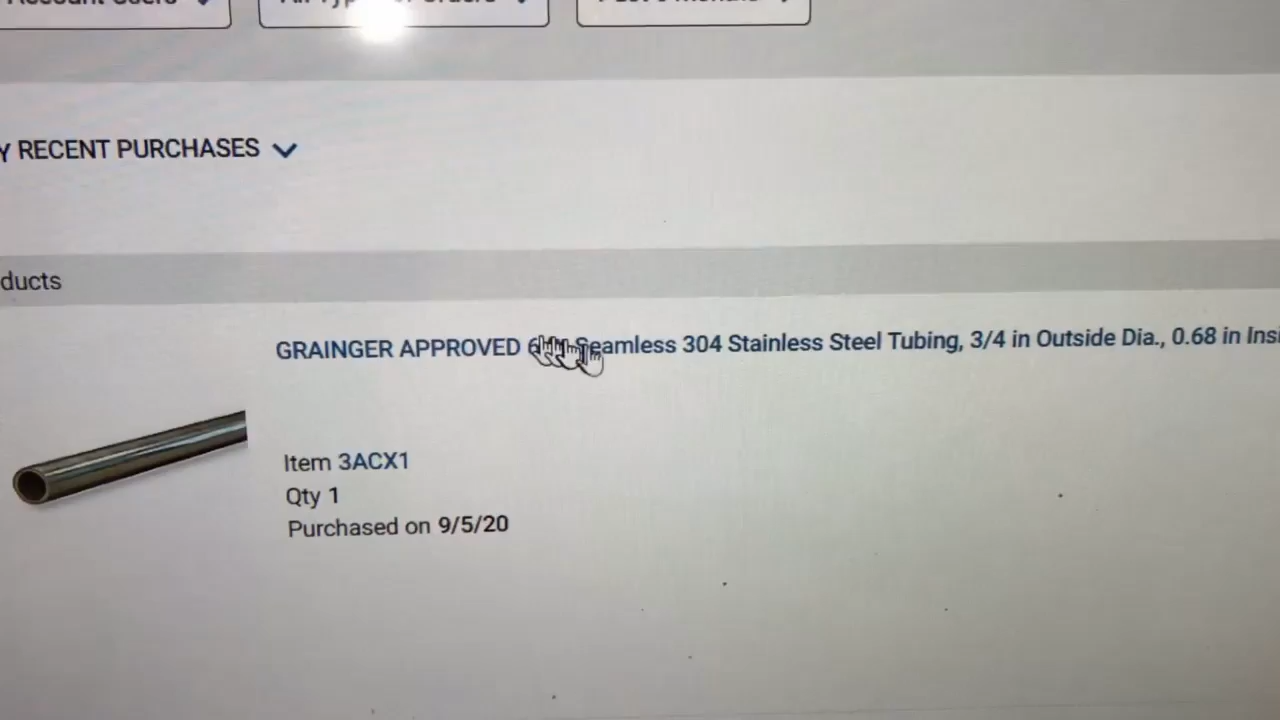 Y RECENT PURCHASES
ducts
GRAINGER APPROVED Seamless 304 Stainless Steel Tubing, 3/4 in Outside Dia., 0.68 in Insi
Item 3ACX1
Qty 1
Purchased on 9/5/20